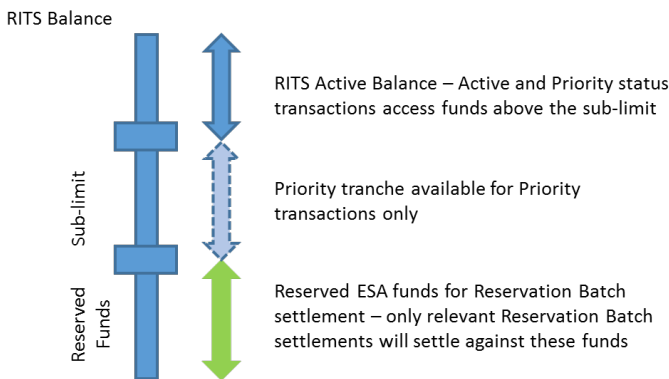 RITS Balance
RITS Active Balance – Active and Priority status
transactions access funds above the sub-limit
Sub-limit
Priority tranche available for Priority
transactions only
Reserved
Funds
Reserved ESA funds for Reservation Batch
settlement – only relevant Reservation Batch
settlements will settle against these funds